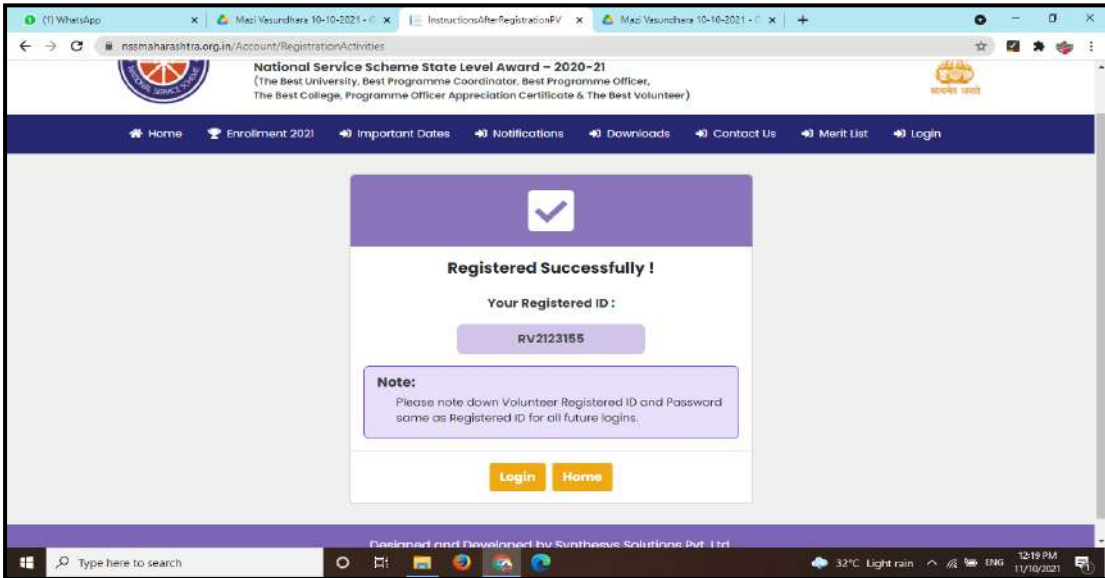 (1) WhatsApp
Mazi Vasundhara 10-10-2021 - G
InstructionsAfterRegistrationPV
Mazi Vasundhara 10-10-2021 - G
nssmaharashtra.org.in/Account/RegistrationActivities
National Service Scheme State Level Award – 2020-21
(The Best University, Best Programme Coordinator, Best Programme Officer,
The Best College, Programme Officer Appreciation Certificate & The Best Volunteer)
Home Enrollment 2021 Important Dates Notifications Downloads Contact Us Merit List Login
Registered Successfully !
Your Registered ID :
RV2123155
Note:
Please note down Volunteer Registered ID and Password
same as Registered ID for all future logins.
Login Home
Designed and Developed by Synthesys Solutions Pvt. Ltd
Type here to search
32°C Light rain
ENG
12:19 PM
11/10/2021